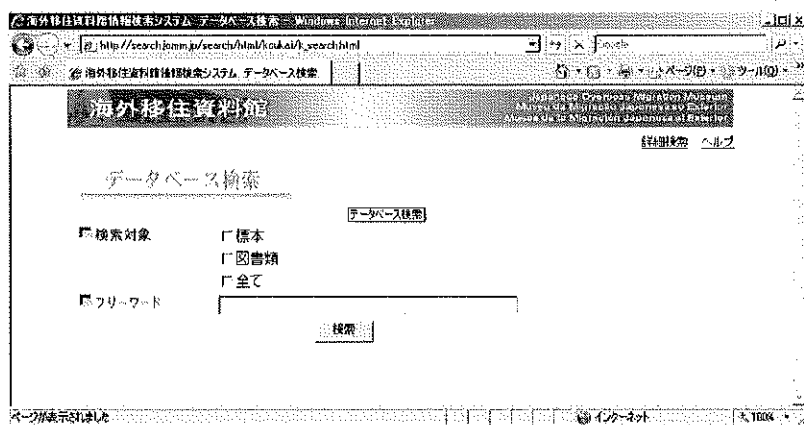 海外移住資料館情報検索システム データベース検索 - Windows Internet Explorer
http://search.jomm.jp/search/html/koukai/k_search.html
Google
海外移住資料館情報検索システム データベース検索
ページ(P) ツール(O)
海外移住資料館
Japanese Overseas Migration Museum
Museu da Migração Japonesa ao Exterior
Museo de la Migración Japonesa al Exterior
詳細検索 ヘルプ
データベース検索
データベース検索
検索対象
標本
図書類
全て
フリーワード
検索
ページが表示されました
インターネット
100%